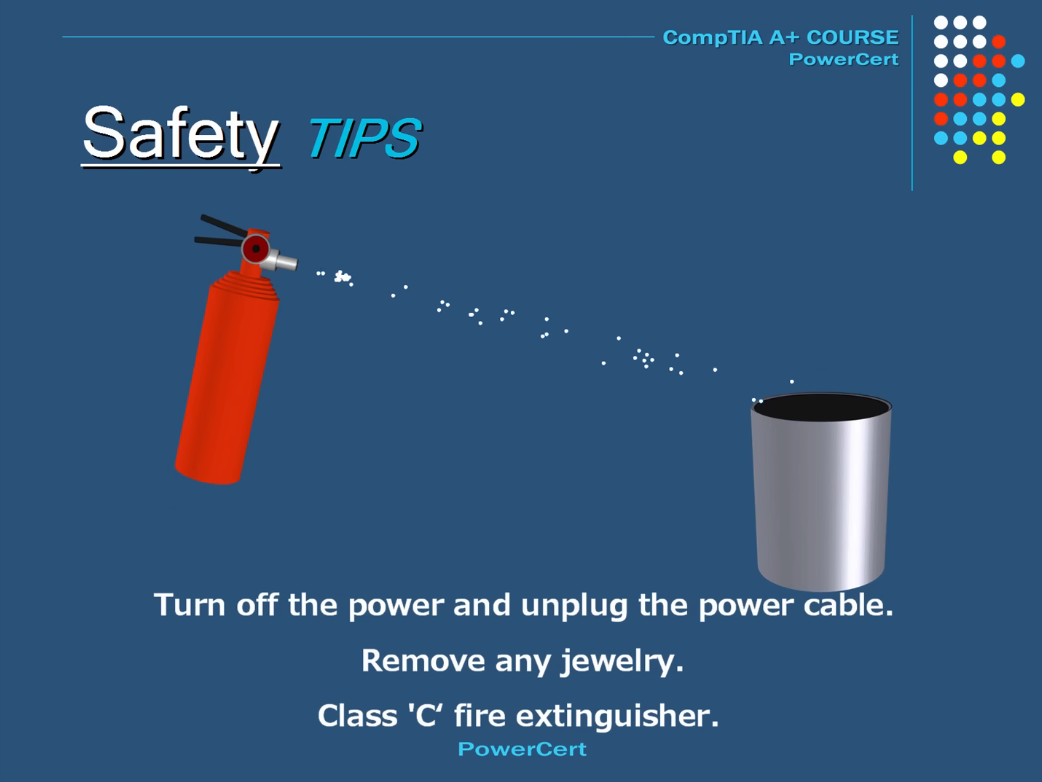 CompTIA A+ COURSE
PowerCert
Safety TIPS
Turn off the power and unplug the power cable.
Remove any jewelry.
Class 'C‘ fire extinguisher.
PowerCert